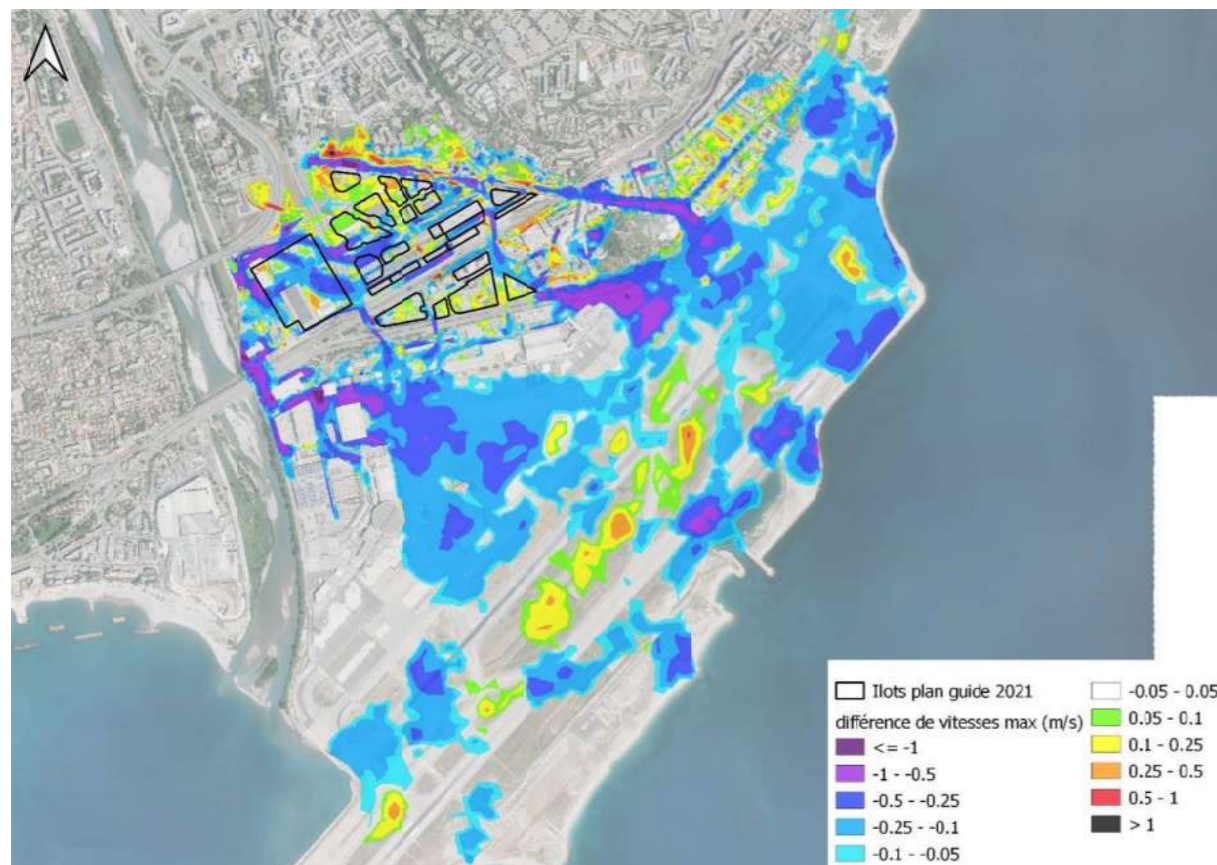 Ilots plan guide 2021
différence de vitesses max (m/s)
<= -1
-1 - -0.5
-0.5 - -0.25
-0.25 - -0.1
-0.1 - -0.05
-0.05 - 0.05
0.05 - 0.1
0.1 - 0.25
0.25 - 0.5
0.5 - 1
> 1